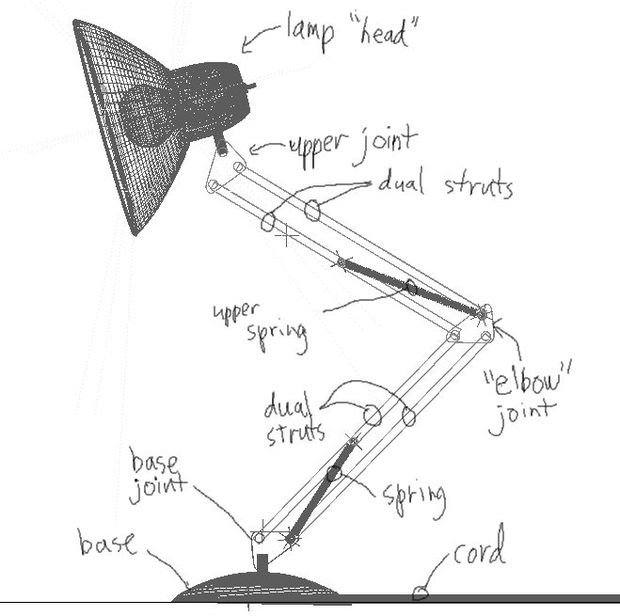 lamp "head"
upper joint
dual struts
upper
spring
"elbow"
joint
dual
struts
base
joint
spring
base
cord